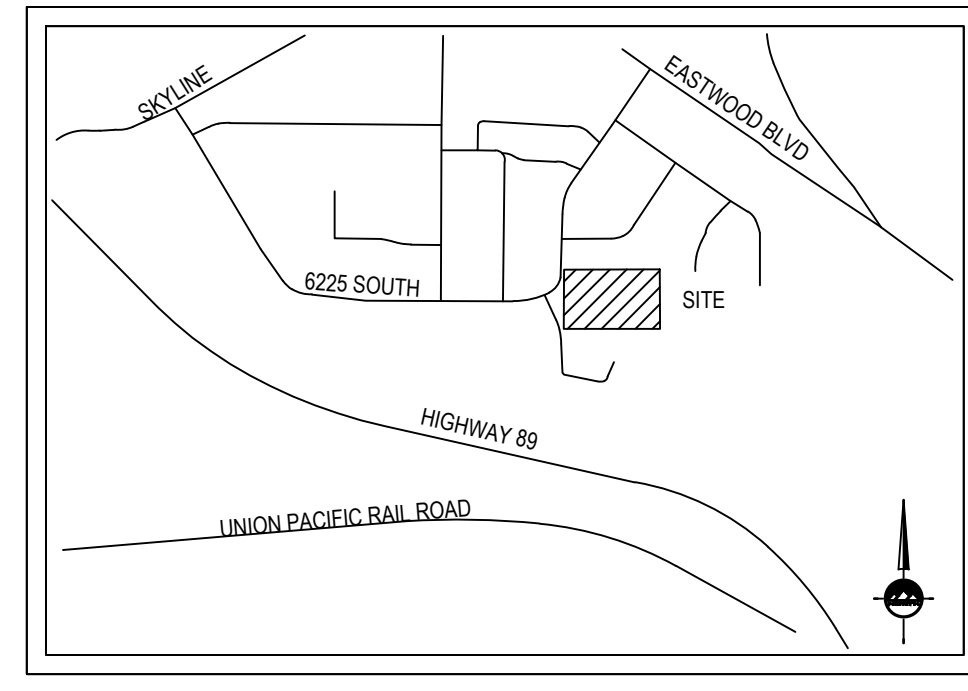 SKYLINE
EASTWOOD BLVD
6225 SOUTH
SITE
HIGHWAY 89
UNION PACIFIC RAIL ROAD